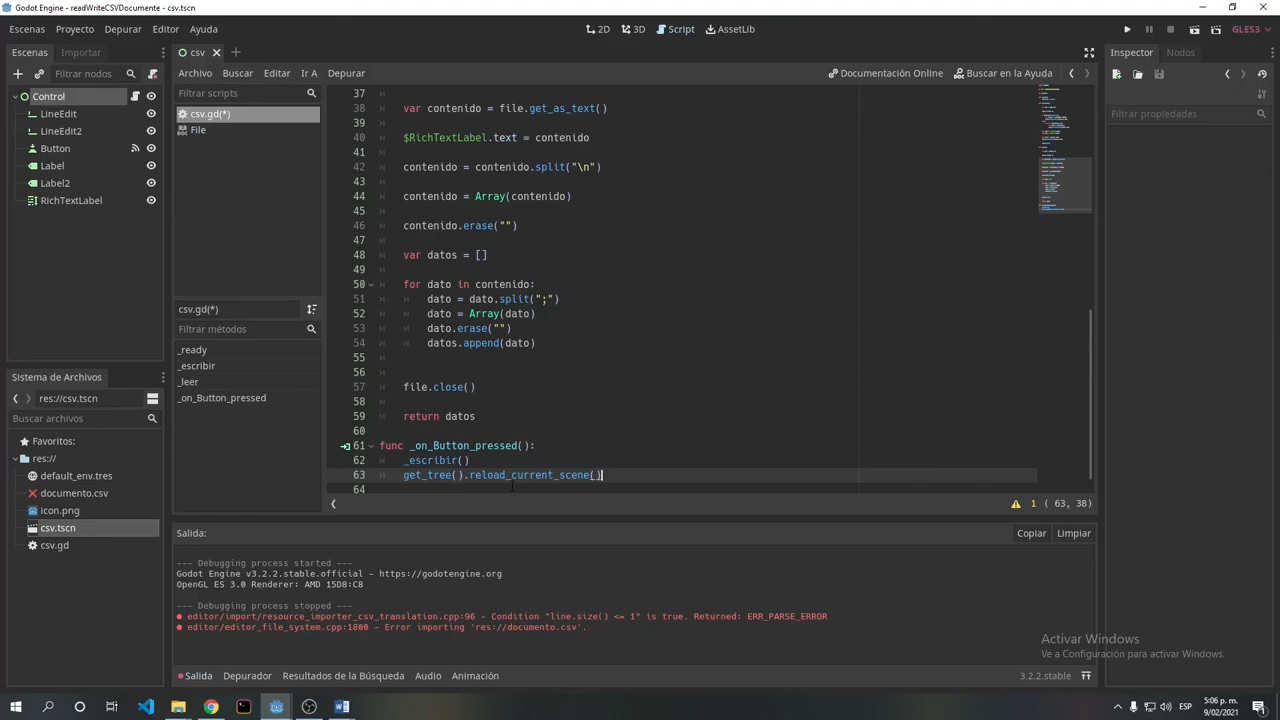 Godot Engine - readWriteCSVDocumente - csv.tscn
Escenas Proyecto Depurar Editor Ayuda
2D 3D Script AssetLib
GLES3
Escenas Importar
Filtrar nodos
Control
LineEdit
LineEdit2
Button
Label
Label2
RichTextLabel
Sistema de Archivos
res://csv.tscn
Buscar archivos
Favoritos:
res://
default_env.tres
documento.csv
icon.png
csv.tscn
csv.gd
csv
Archivo Buscar Editar Ir A Depurar
Documentación Online Buscar en la Ayuda
Filtrar scripts
csv.gd(*)
File
csv.gd(*)
Filtrar métodos
_ready
_escribir
_leer
_on_Button_pressed
37
38 var contenido = file.get_as_text()
39
40 $RichTextLabel.text = contenido
41
42 contenido = contenido.split("\n")
43
44 contenido = Array(contenido)
45
46 contenido.erase("")
47
48 var datos = []
49
50 for dato in contenido:
51 dato = dato.split(";")
52 dato = Array(dato)
53 dato.erase("")
54 datos.append(dato)
55
56
57 file.close()
58
59 return datos
60
61 func _on_Button_pressed():
62 _escribir()
63 get_tree().reload_current_scene()
64
1 ( 63, 38)
Salida:
Copiar Limpiar
--- Debugging process started ---
Godot Engine v3.2.2.stable.official - https://godotengine.org
OpenGL ES 3.0 Renderer: AMD 15D8:C8
--- Debugging process stopped ---
editor/import/resource_importer_csv_translation.cpp:96 - Condition "line.size() <= 1" is true. Returned: ERR_PARSE_ERROR
editor/editor_file_system.cpp:1800 - Error importing 'res://documento.csv'.
Salida Depurador Resultados de la Búsqueda Audio Animación
3.2.2.stable
Inspector Nodos
Filtrar propiedades
Activar Windows
Ve a Configuración para activar Windows.
ESP
5:06 p. m.
9/02/2021
1